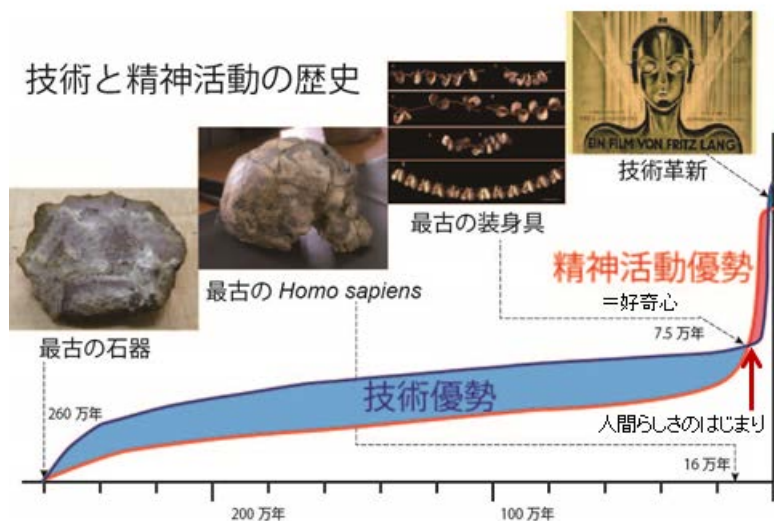 技術と精神活動の歴史
EIN FILM VON FRITZ LANG
技術革新
最古の装身具
最古の Homo sapiens
最古の石器
精神活動優勢
＝好奇心
7.5 万年
技術優勢
人間らしさのはじまり
260 万年
16 万年
200 万年
100 万年